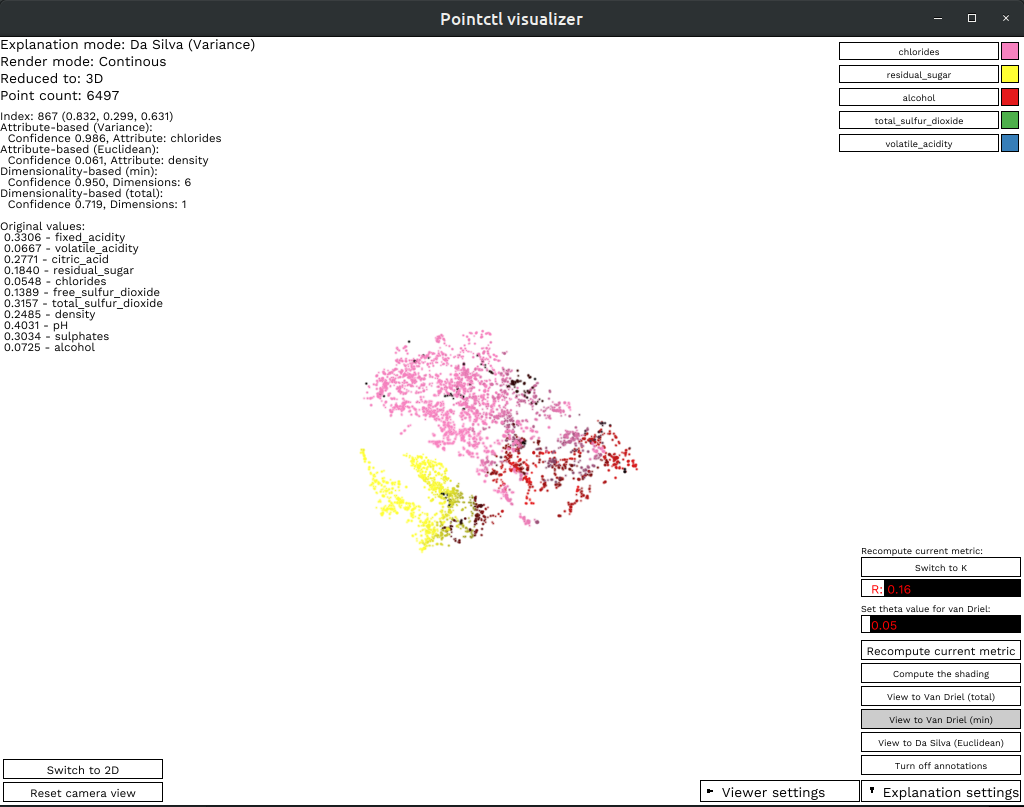 Pointctl visualizer
Explanation mode: Da Silva (Variance)
Render mode: Continous
Reduced to: 3D
Point count: 6497
Index: 867 (0.832, 0.299, 0.631)
Attribute-based (Variance):
Confidence 0.986, Attribute: chlorides
Attribute-based (Euclidean):
Confidence 0.061, Attribute: density
Dimensionality-based (min):
Confidence 0.950, Dimensions: 6
Dimensionality-based (total):
Confidence 0.719, Dimensions: 1
Original values:
0.3306 - fixed_acidity
0.0667 - volatile_acidity
0.2771 - citric_acid
0.1840 - residual_sugar
0.0548 - chlorides
0.1389 - free_sulfur_dioxide
0.3157 - total_sulfur_dioxide
0.2485 - density
0.4031 - pH
0.3034 - sulphates
0.0725 - alcohol
chlorides
residual_sugar
alcohol
total_sulfur_dioxide
volatile_acidity
Recompute current metric:
Switch to K
R: 0.16
Set theta value for van Driel:
0.05
Recompute current metric
Compute the shading
View to Van Driel (total)
View to Van Driel (min)
View to Da Silva (Euclidean)
Turn off annotations
Switch to 2D
Reset camera view
Viewer settings
Explanation settings